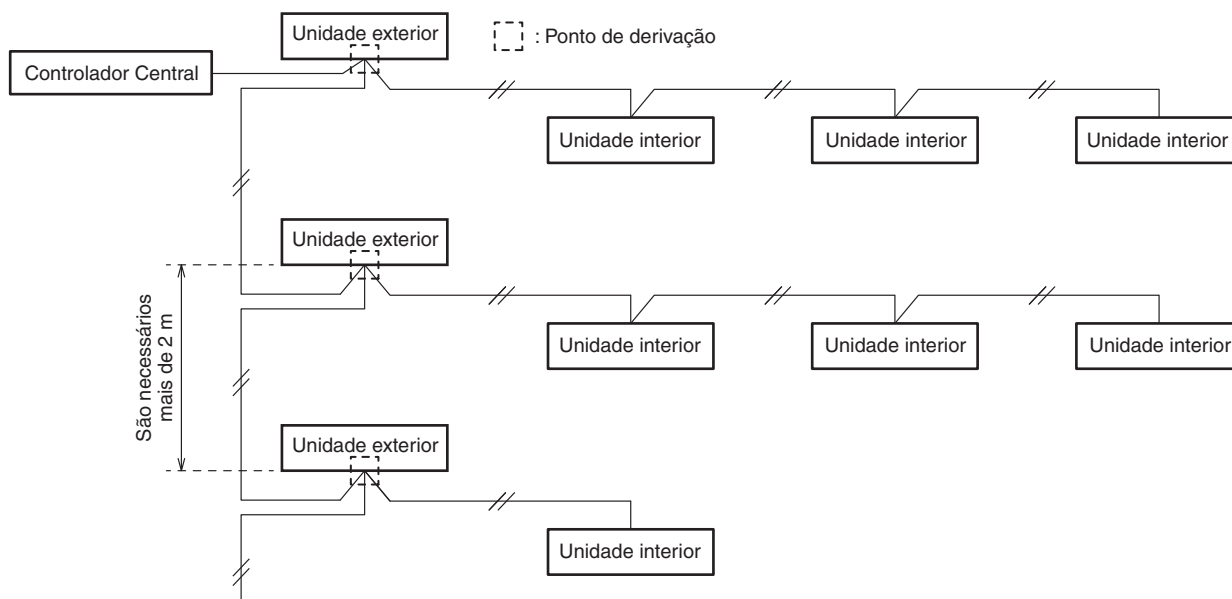 Unidade exterior
: Ponto de derivação
Controlador Central
Unidade interior
Unidade interior
Unidade interior
Unidade exterior
Unidade interior
Unidade interior
Unidade interior
São necessários
mais de 2 m
Unidade exterior
Unidade interior